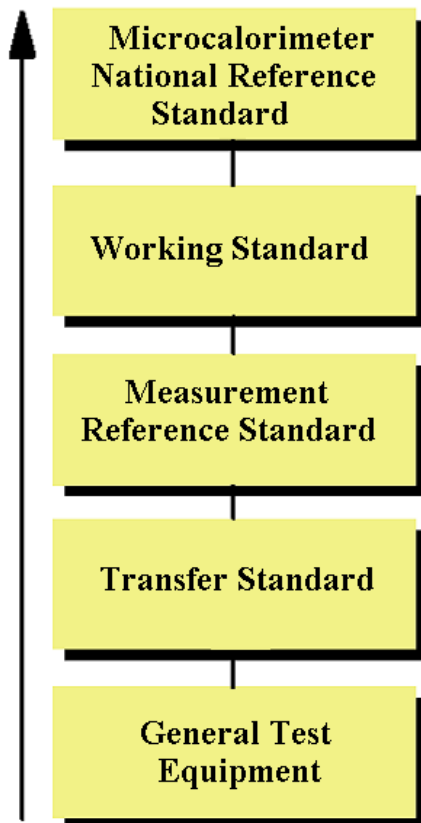 Microcalorimeter
National Reference
Standard
Working Standard
Measurement
Reference Standard
Transfer Standard
General Test
Equipment